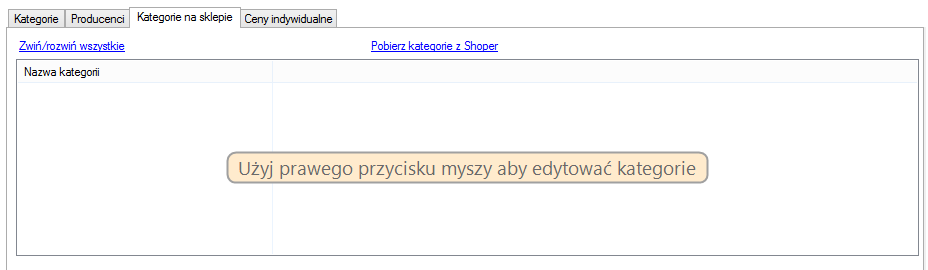 Kategorie Producenci Kategorie na sklepie Ceny indywidualne
Zwiń/rozwiń wszystkie Pobierz kategorie z Shoper
Nazwa kategorii
Użyj prawego przycisku myszy aby edytować kategorie